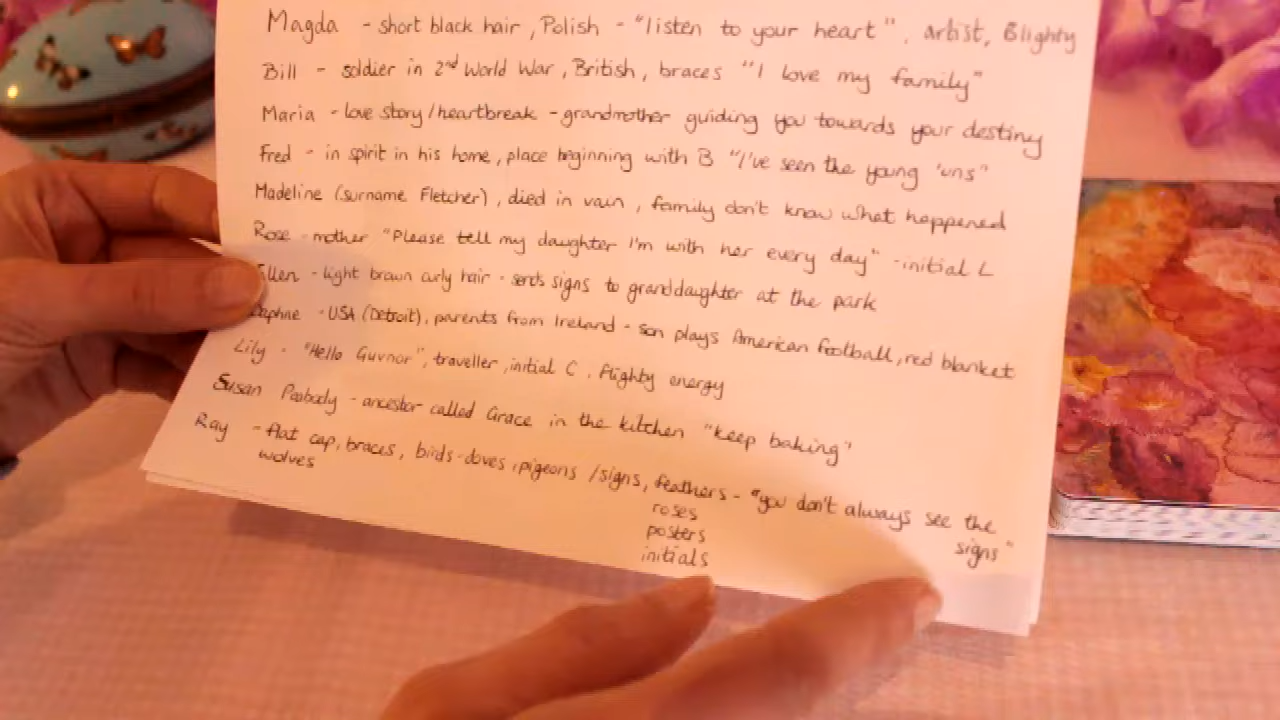 Magda - short black hair, Polish - "listen to your heart", artist, Blighty
Bill - soldier in 2nd World War, British, braces "I love my family"
Maria - love story/heartbreak - grandmother guiding you towards your destiny
Fred - in spirit in his home, place beginning with B "I've seen the young 'uns"
Madeline (surname Fletcher), died in vain, family don't know what happened
Rose - mother "Please tell my daughter I'm with her every day" - initial L
Ellen - light brown curly hair - sends signs to granddaughter at the park
Daphne - USA (Detroit), parents from Ireland - son plays American football, red blanket
Lily - "Hello Guvnor", traveller, initial C, flighty energy
Susan Peabody - ancestor called Grace in the kitchen "keep baking"
Ray - flat cap, braces, birds - doves, pigeons / signs, feathers - "you don't always see the signs"
wolves
roses
posters
initials